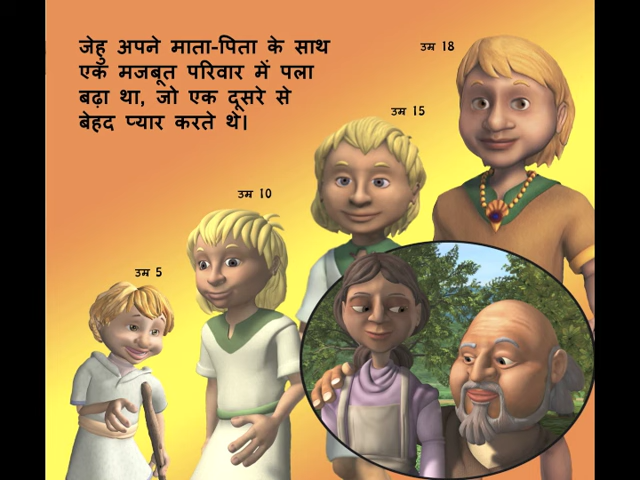 जेहु अपने माता-पिता के साथ
एक मजबूत परिवार में पला
बढ़ा था, जो एक दूसरे से
बेहद प्यार करते थे।
उम्र 18
उम्र 15
उम्र 10
उम्र 5